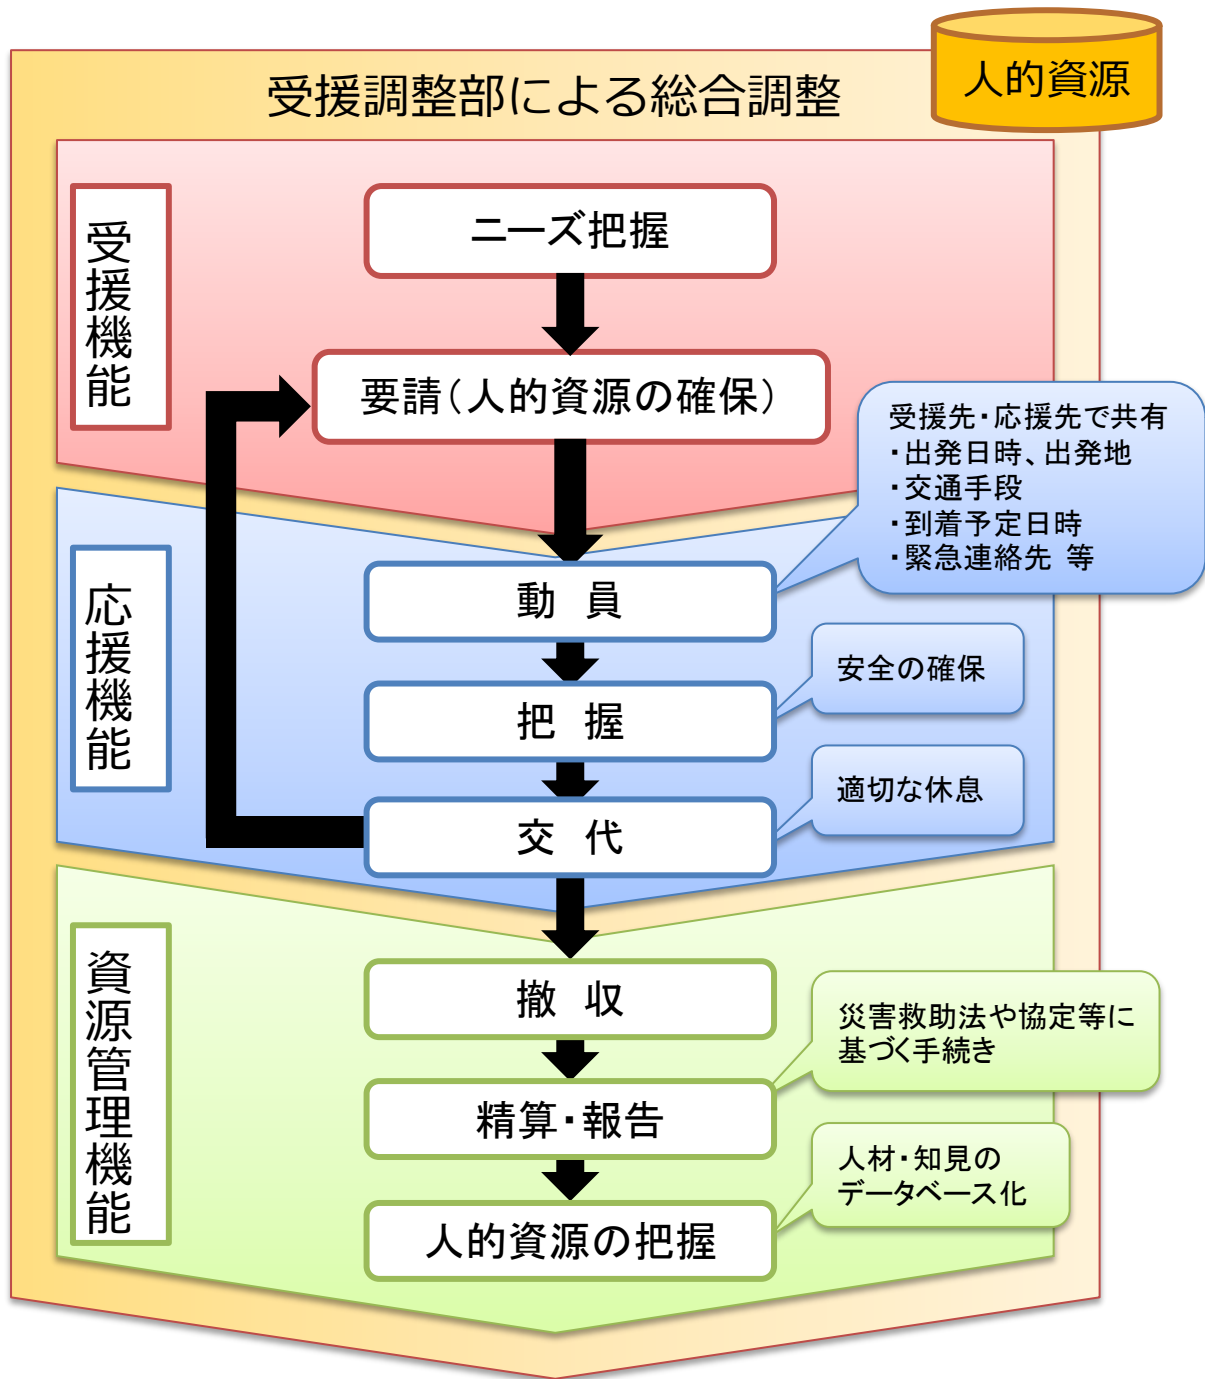 人的資源
受援調整部による総合調整
受援機能
ニーズ把握
要請（人的資源の確保）
受援先・応援先で共有
・出発日時、出発地
・交通手段
・到着予定日時
・緊急連絡先 等
応援機能
動　員
把　握
安全の確保
交　代
適切な休息
資源管理機能
撤　収
災害救助法や協定等に
基づく手続き
精算・報告
人材・知見の
データベース化
人的資源の把握